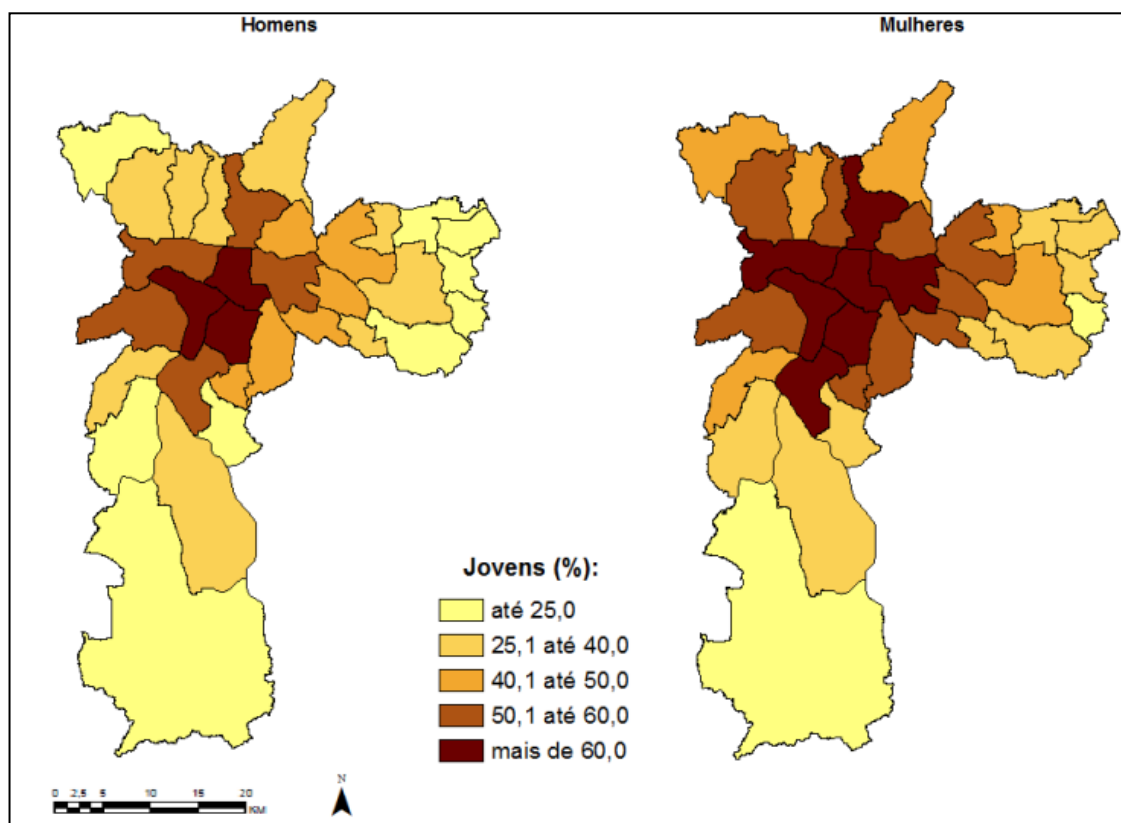 Homens
Mulheres
Jovens (%):
até 25,0
25,1 até 40,0
40,1 até 50,0
50,1 até 60,0
mais de 60,0
0 2,5 5 10 15 20
KM
N